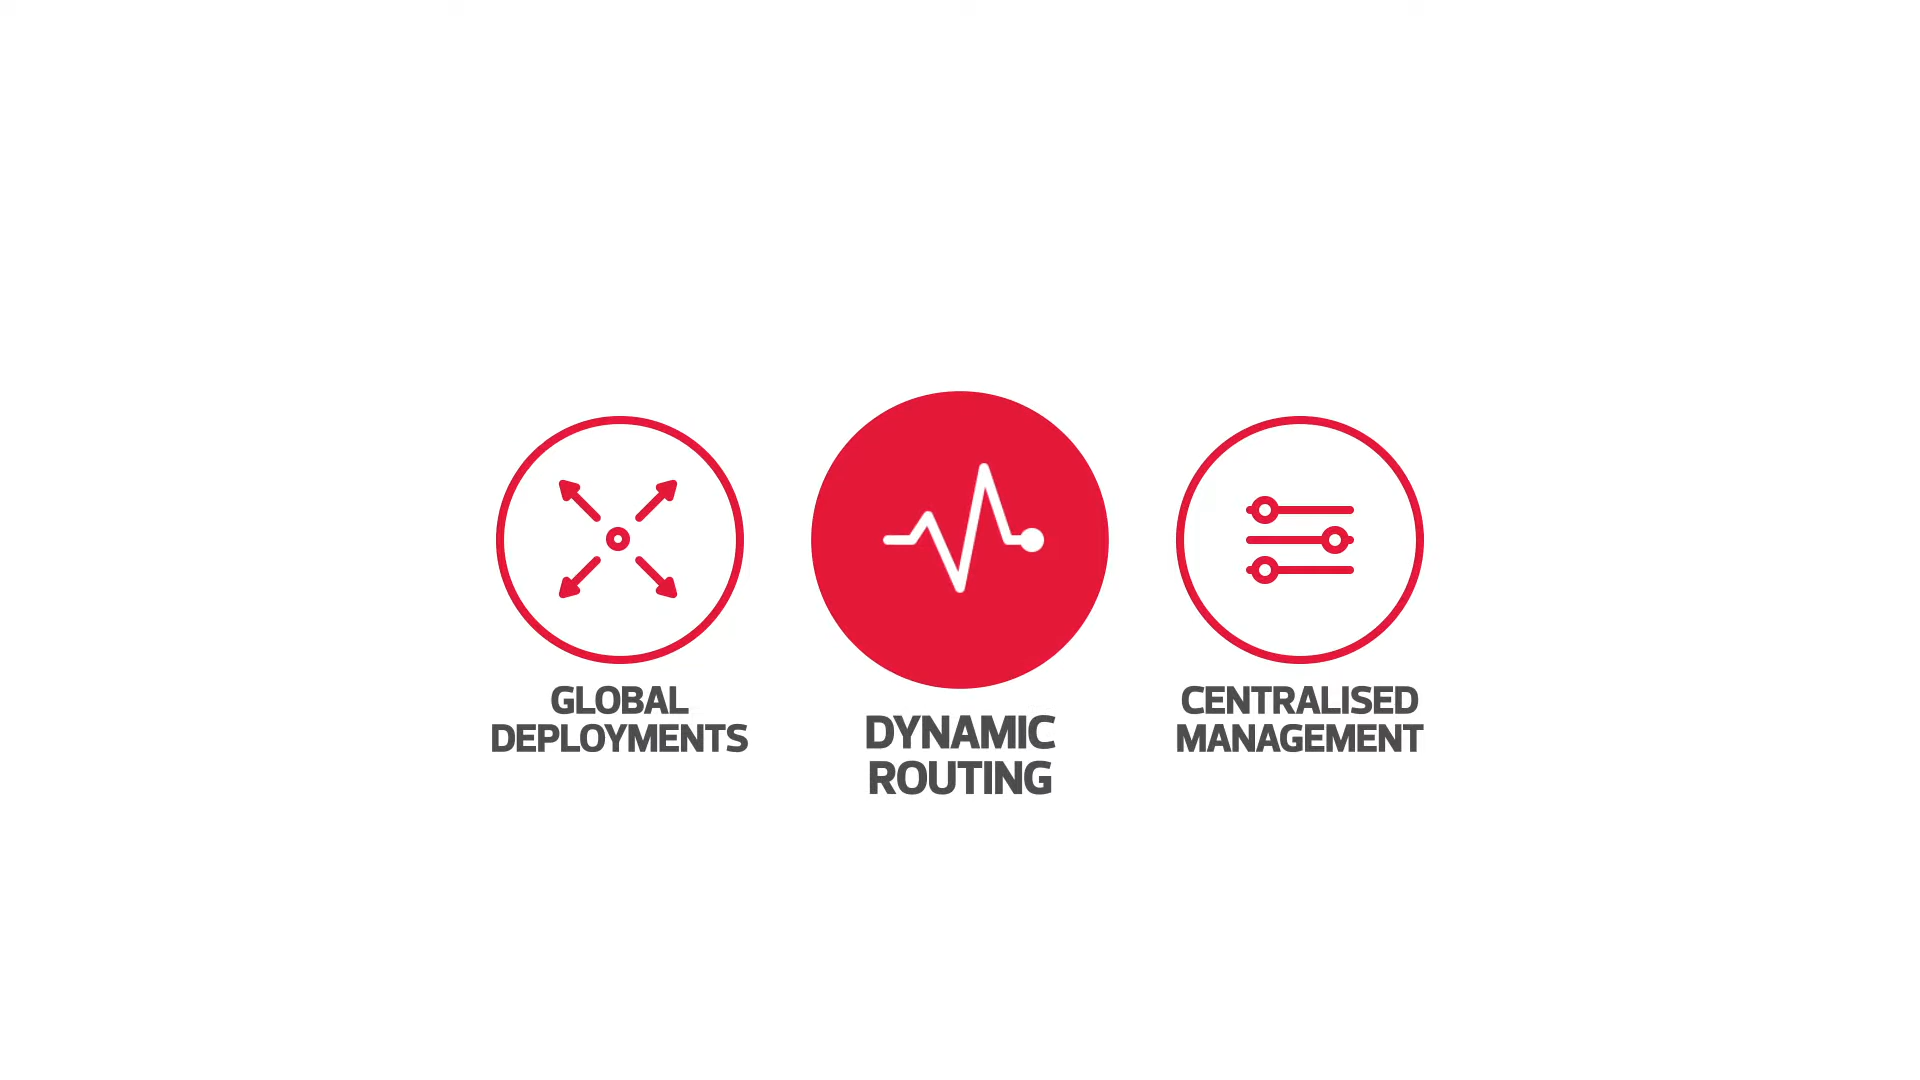 GLOBAL
DEPLOYMENTS
DYNAMIC
ROUTING
CENTRALISED
MANAGEMENT